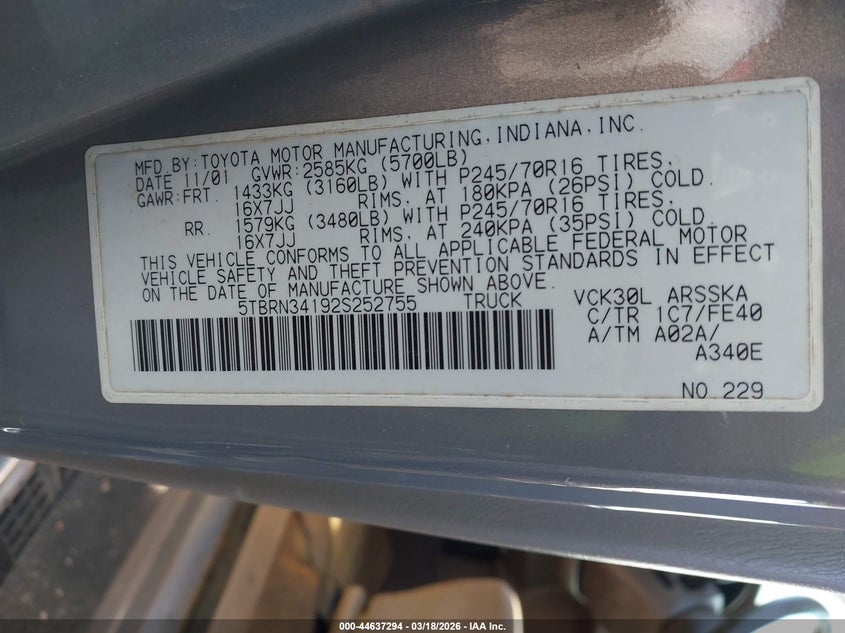 MFD BY: TOYOTA MOTOR MANUFACTURING, INDIANA, INC.
DATE 11/01 GVWR: 2585KG (5700LB)
GAWR: FRT. 1433KG (3160LB) WITH P245/70R16 TIRES,
16X7JJ RIMS, AT 180KPA (26PSI) COLD.
RR. 1579KG (3480LB) WITH P245/70R16 TIRES,
16X7JJ RIMS, AT 240KPA (35PSI) COLD.
THIS VEHICLE CONFORMS TO ALL APPLICABLE FEDERAL MOTOR
VEHICLE SAFETY AND THEFT PREVENTION STANDARDS IN EFFECT
ON THE DATE OF MANUFACTURE SHOWN ABOVE.
5TBRN34192S252755 TRUCK
VCK30L ARSSKA
C/TR 1C7/FE40
A/TM A02A/
A340E
NO.229
000-44637294 - 03/18/2026 - IAA Inc.